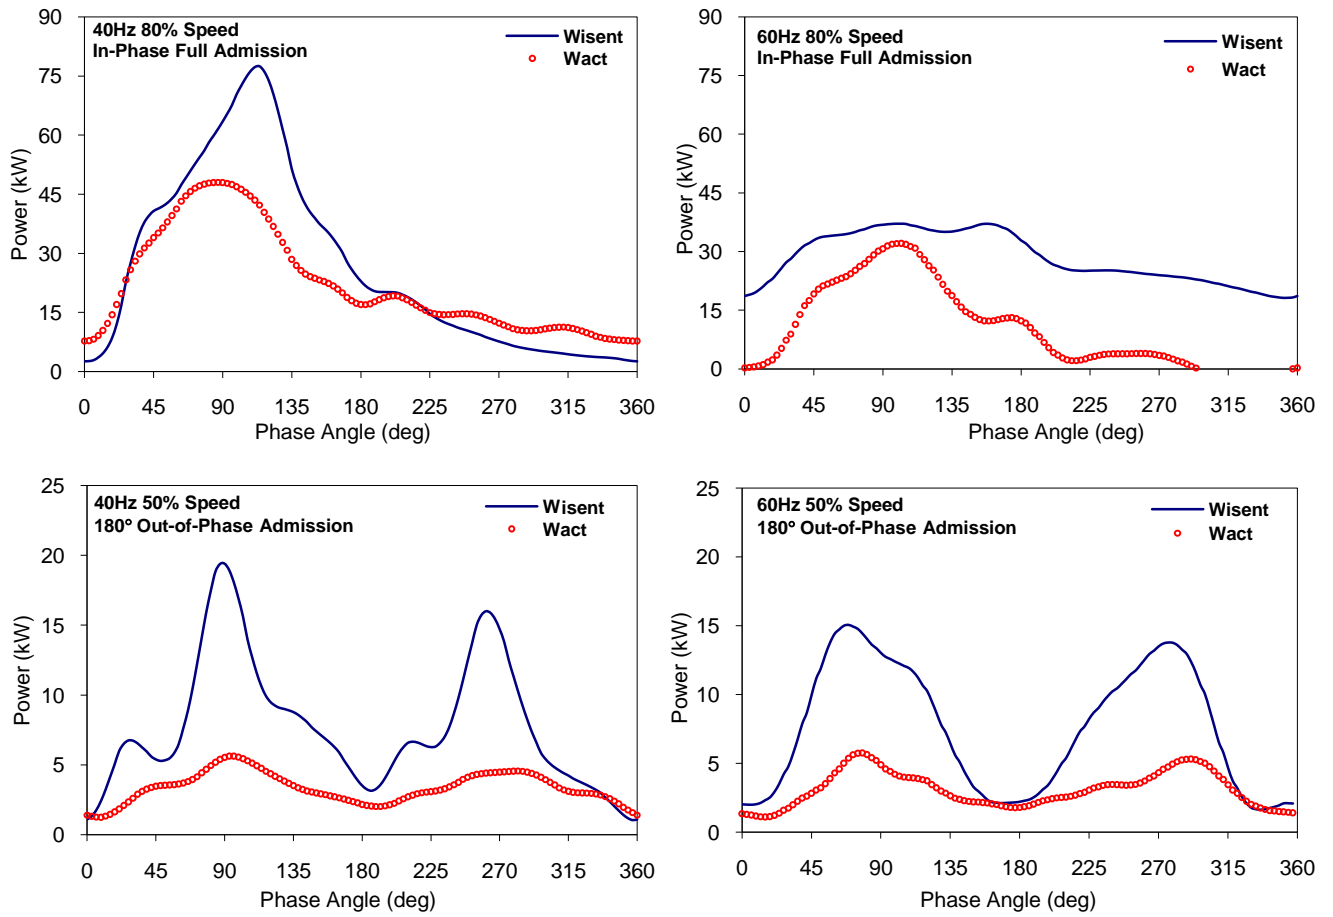 40Hz 80% Speed
In-Phase Full Admission
Wisent
Wact
90
75
60
45
30
15
0
Power (kW)
0 45 90 135 180 225 270 315 360
Phase Angle (deg)
60Hz 80% Speed
In-Phase Full Admission
Wisent
Wact
90
75
60
45
30
15
0
Power (kW)
0 45 90 135 180 225 270 315 360
Phase Angle (deg)
40Hz 50% Speed
180° Out-of-Phase Admission
Wisent
Wact
25
20
15
10
5
0
Power (kW)
0 45 90 135 180 225 270 315 360
Phase Angle (deg)
60Hz 50% Speed
180° Out-of-Phase Admission
Wisent
Wact
25
20
15
10
5
0
Power (kW)
0 45 90 135 180 225 270 315 360
Phase Angle (deg)